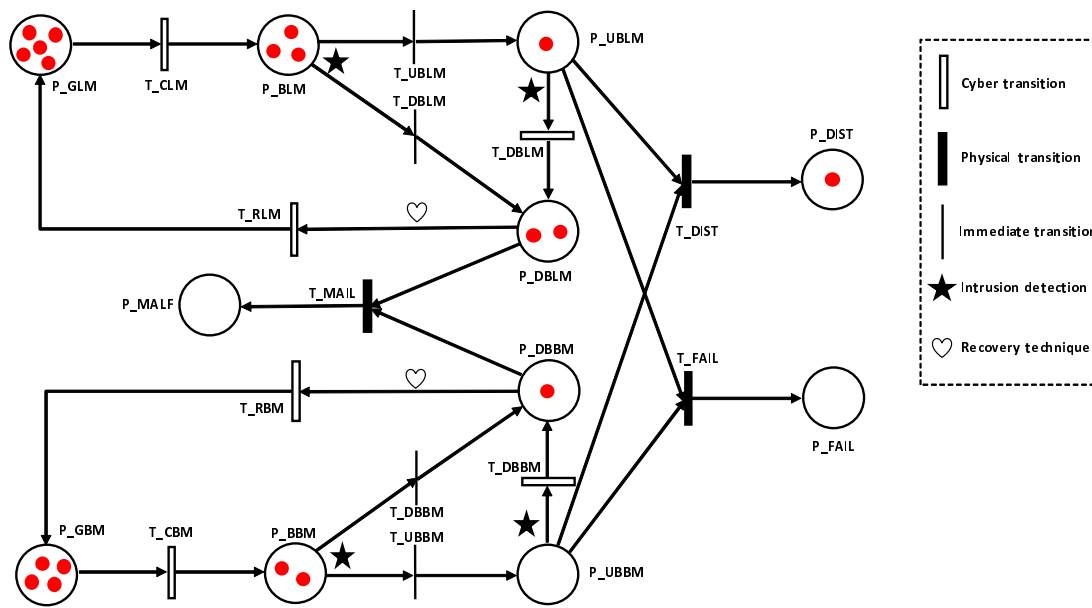 P_UBLM
P_GLM
T_CLM
P_BLM
T_UBLM
T_DBLM
T_DBLM
P_DIST
T_RLM
T_DIST
P_DBLM
P_MALF
T_MAIL
P_DBBM
T_FAIL
T_RBM
P_FAIL
T_DBBM
T_DBBM
P_GBM
T_CBM
P_BBM
T_UBBM
P_UBBM
Cyber transition
Physical transition
Immediate transition
Intrusion detection
Recovery technique